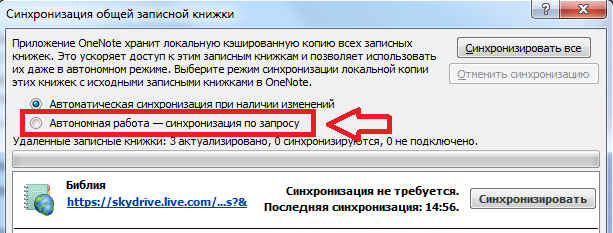 Синхронизация общей записной книжки
Приложение OneNote хранит локальную кэшированную копию всех записных
книжек. Это ускоряет доступ к этим записным книжкам и позволяет использовать
их даже в автономном режиме. Выберите режим синхронизации локальной копии
этих книжек с исходными записными книжками в OneNote.
Синхронизировать все
Отменить синхронизацию
Автоматическая синхронизация при наличии изменений
Автономная работа — синхронизация по запросу
Удаленные записные книжки: 3 актуализировано, 0 синхронизируются, 0 не подключено.
Библия
https://skydrive.live.com/...s?&
Синхронизация не требуется.
Последняя синхронизация: 14:56.
Синхронизировать